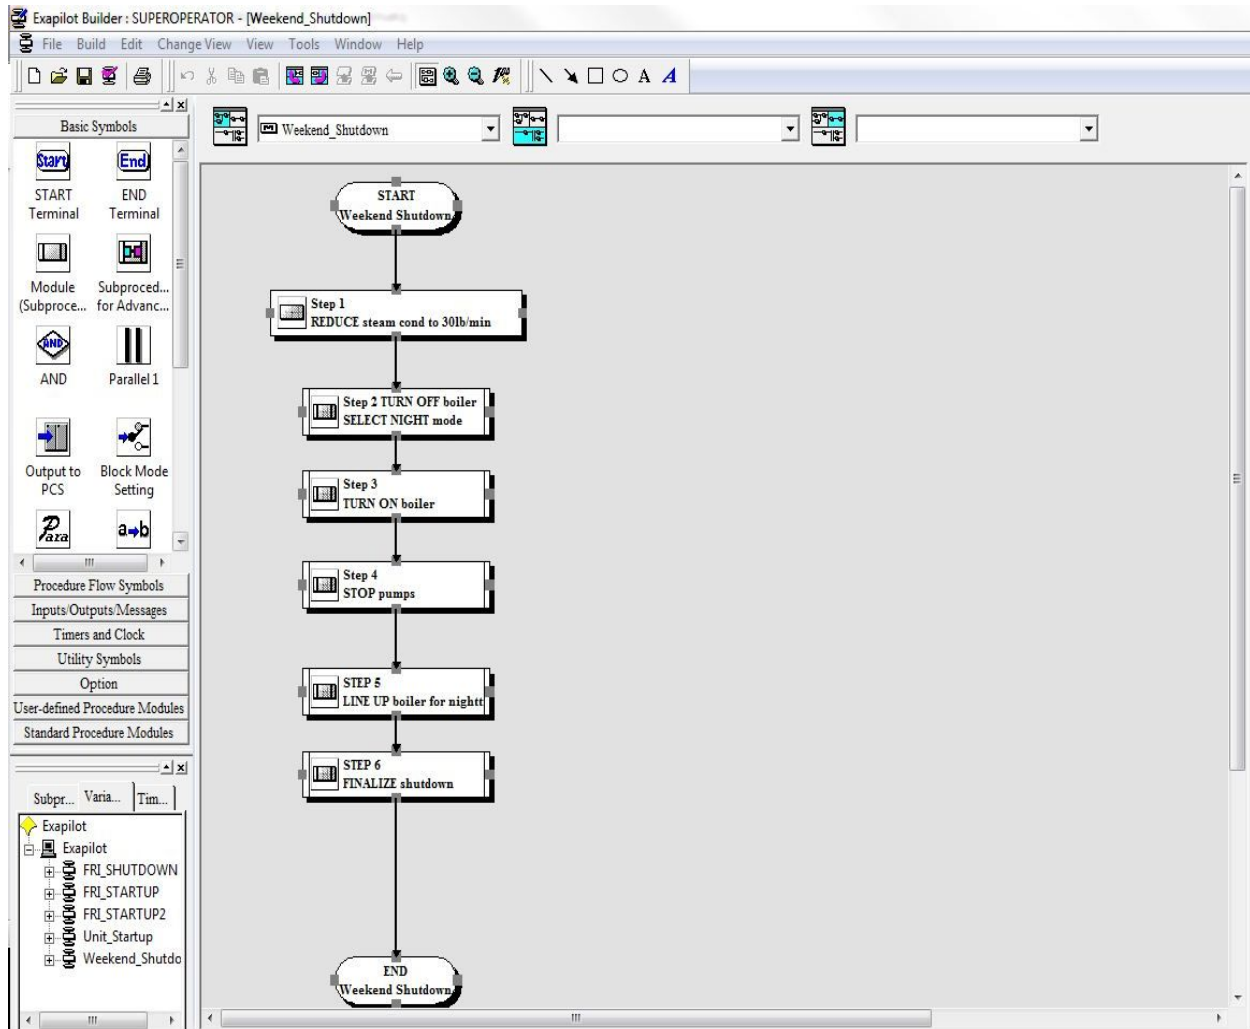 Exapilot Builder : SUPEROPERATOR - [Weekend_Shutdown]
File Build Edit Change View View Tools Window Help
A A
Basic Symbols
Start End
START Terminal
END Terminal
Module (Subproce...
Subproced... for Advanc...
AND
AND
Parallel 1
Output to PCS
Block Mode Setting
Para a b
Procedure Flow Symbols
Inputs/Outputs/Messages
Timers and Clock
Utility Symbols
Option
User-defined Procedure Modules
Standard Procedure Modules
Subpr... Varia... Tim...
Exapilot
Exapilot
FRI_SHUTDOWN
FRI_STARTUP
FRI_STARTUP2
Unit_Startup
Weekend_Shutdo
M Weekend_Shutdown
START
Weekend Shutdown
Step 1
REDUCE steam cond to 30lb/min
Step 2 TURN OFF boiler
SELECT NIGHT mode
Step 3
TURN ON boiler
Step 4
STOP pumps
STEP 5
LINE UP boiler for nightt
STEP 6
FINALIZE shutdown
END
Weekend Shutdown